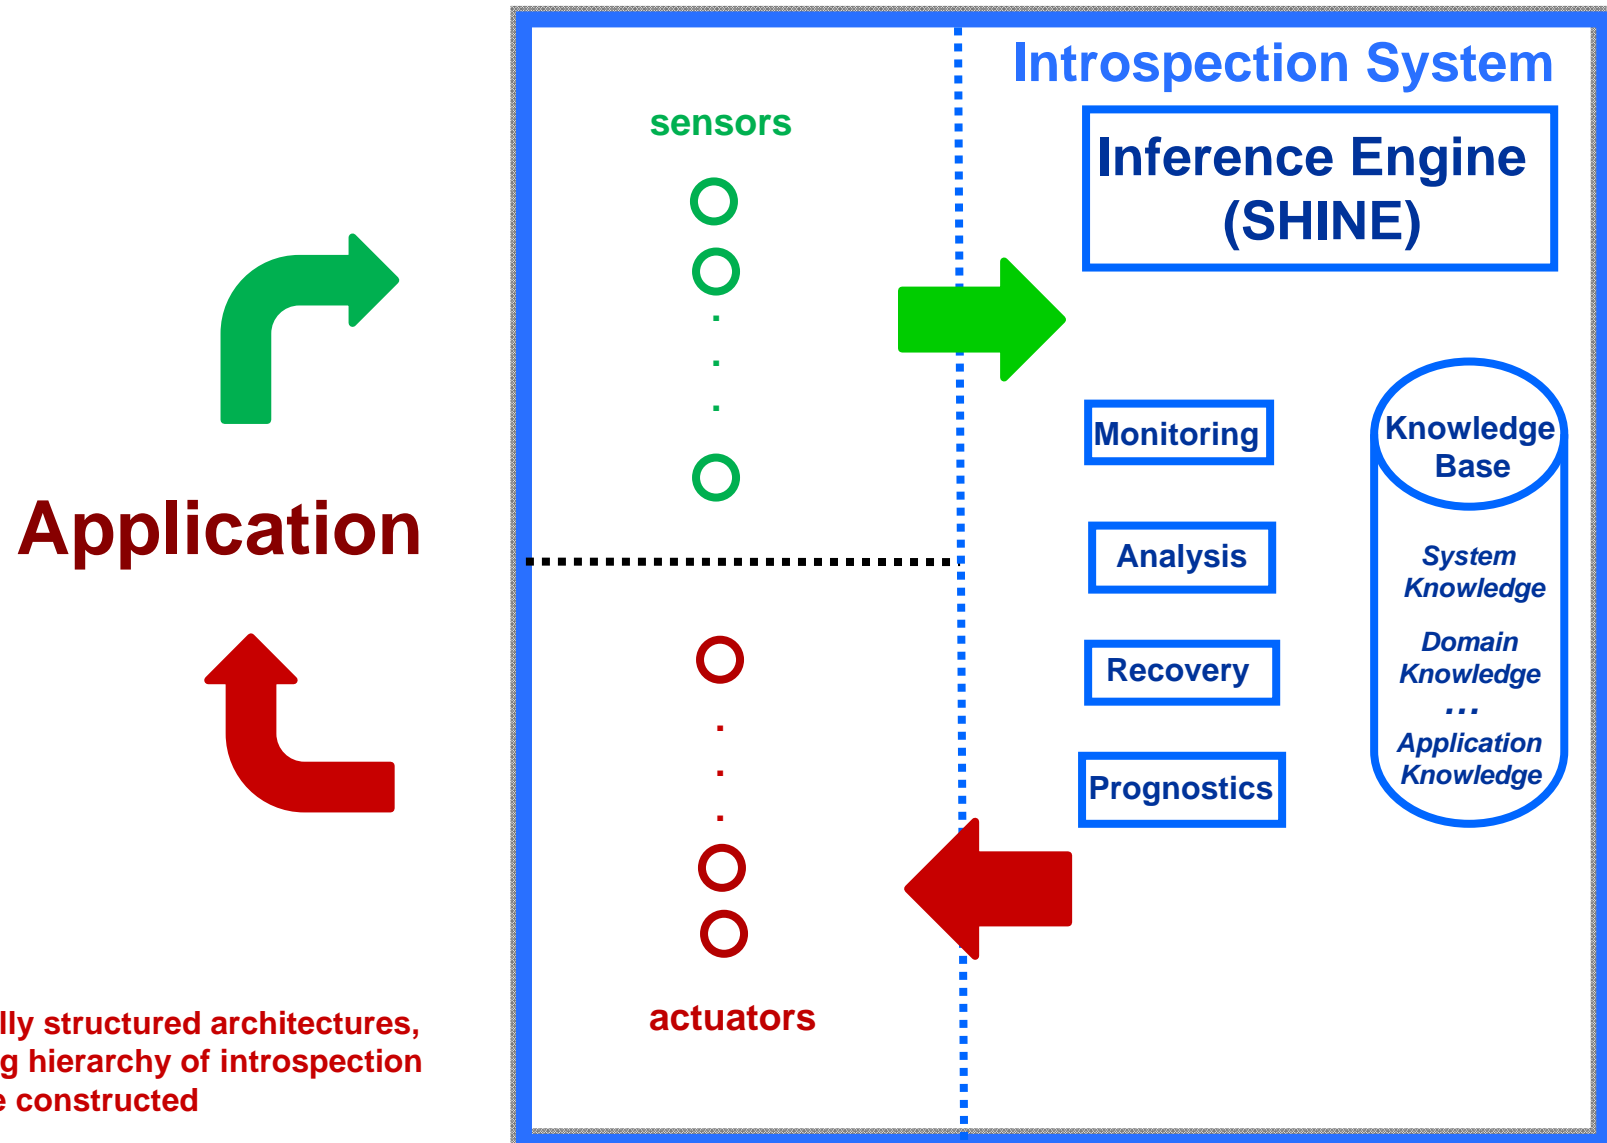 Introspection System
sensors
Inference Engine
(SHINE)
Monitoring
Knowledge
Base
Application
Analysis
System
Knowledge
Recovery
Domain
Knowledge
...
Application
Knowledge
Prognostics
actuators
lly structured architectures,
g hierarchy of introspection
e constructed